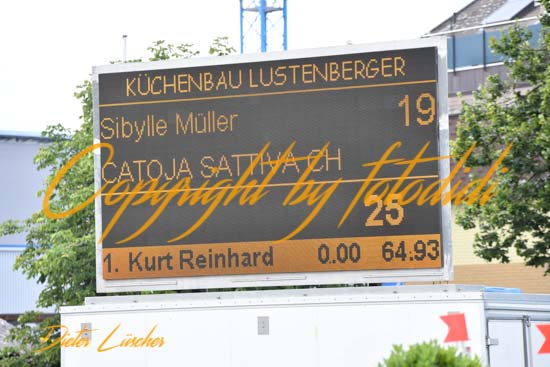 KÜCHENBAU LUSTENBERGER
Sibylle Müller 19
CATOJA SATTIVA CH
Copyright by fotodidi
25
1. Kurt Reinhard 0.00 64.93
Dieter Lüscher